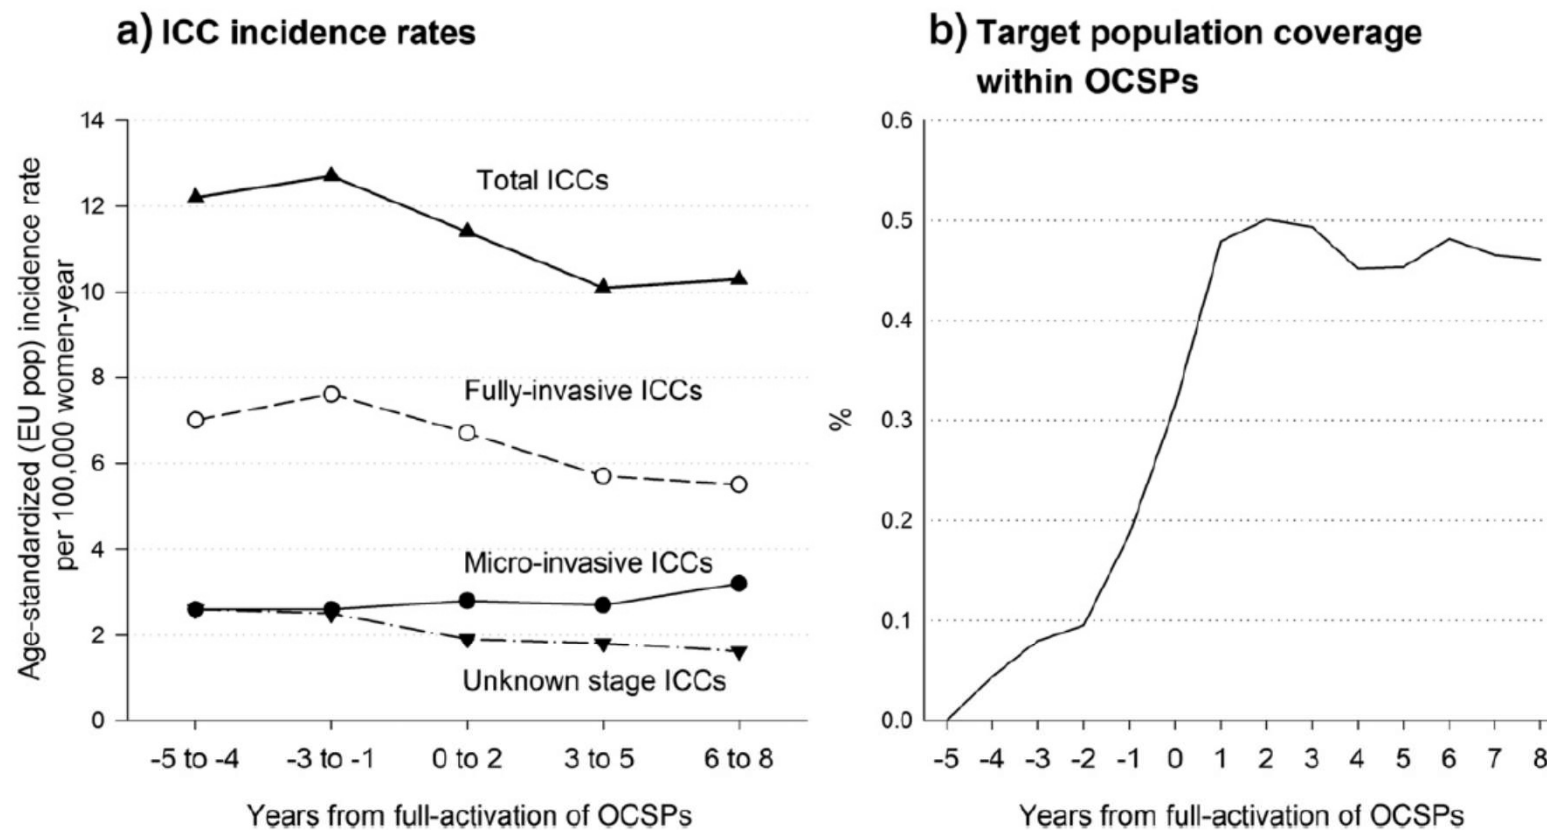 a) ICC incidence rates
Age-standardized (EU pop) incidence rate
per 100,000 women-year
14
12
10
8
6
4
2
0
Total ICCs
Fully-invasive ICCs
Micro-invasive ICCs
Unknown stage ICCs
-5 to -4 -3 to -1 0 to 2 3 to 5 6 to 8
Years from full-activation of OCSPs
b) Target population coverage
within OCSPs
%
0.6
0.5
0.4
0.3
0.2
0.1
0.0
-5 -4 -3 -2 -1 0 1 2 3 4 5 6 7 8
Years from full-activation of OCSPs